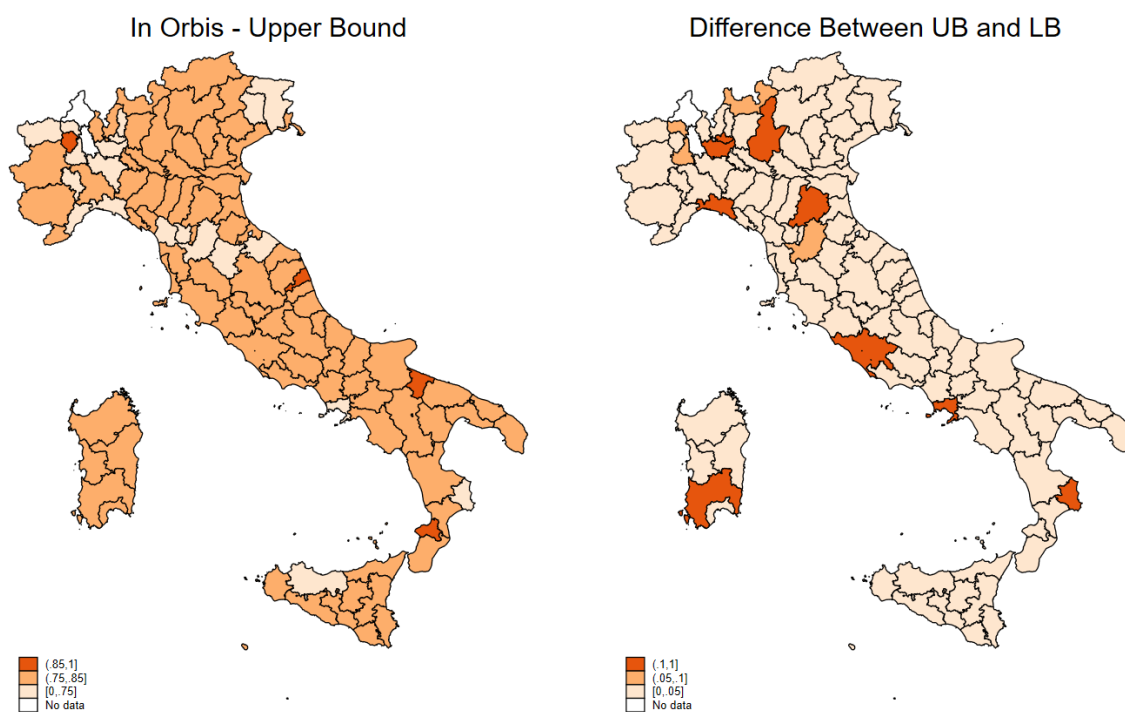 In Orbis - Upper Bound
Difference Between UB and LB
(.85,1]
(.75,.85]
[0,.75]
No data
(.1,1]
(.05,.1]
[0,.05]
No data